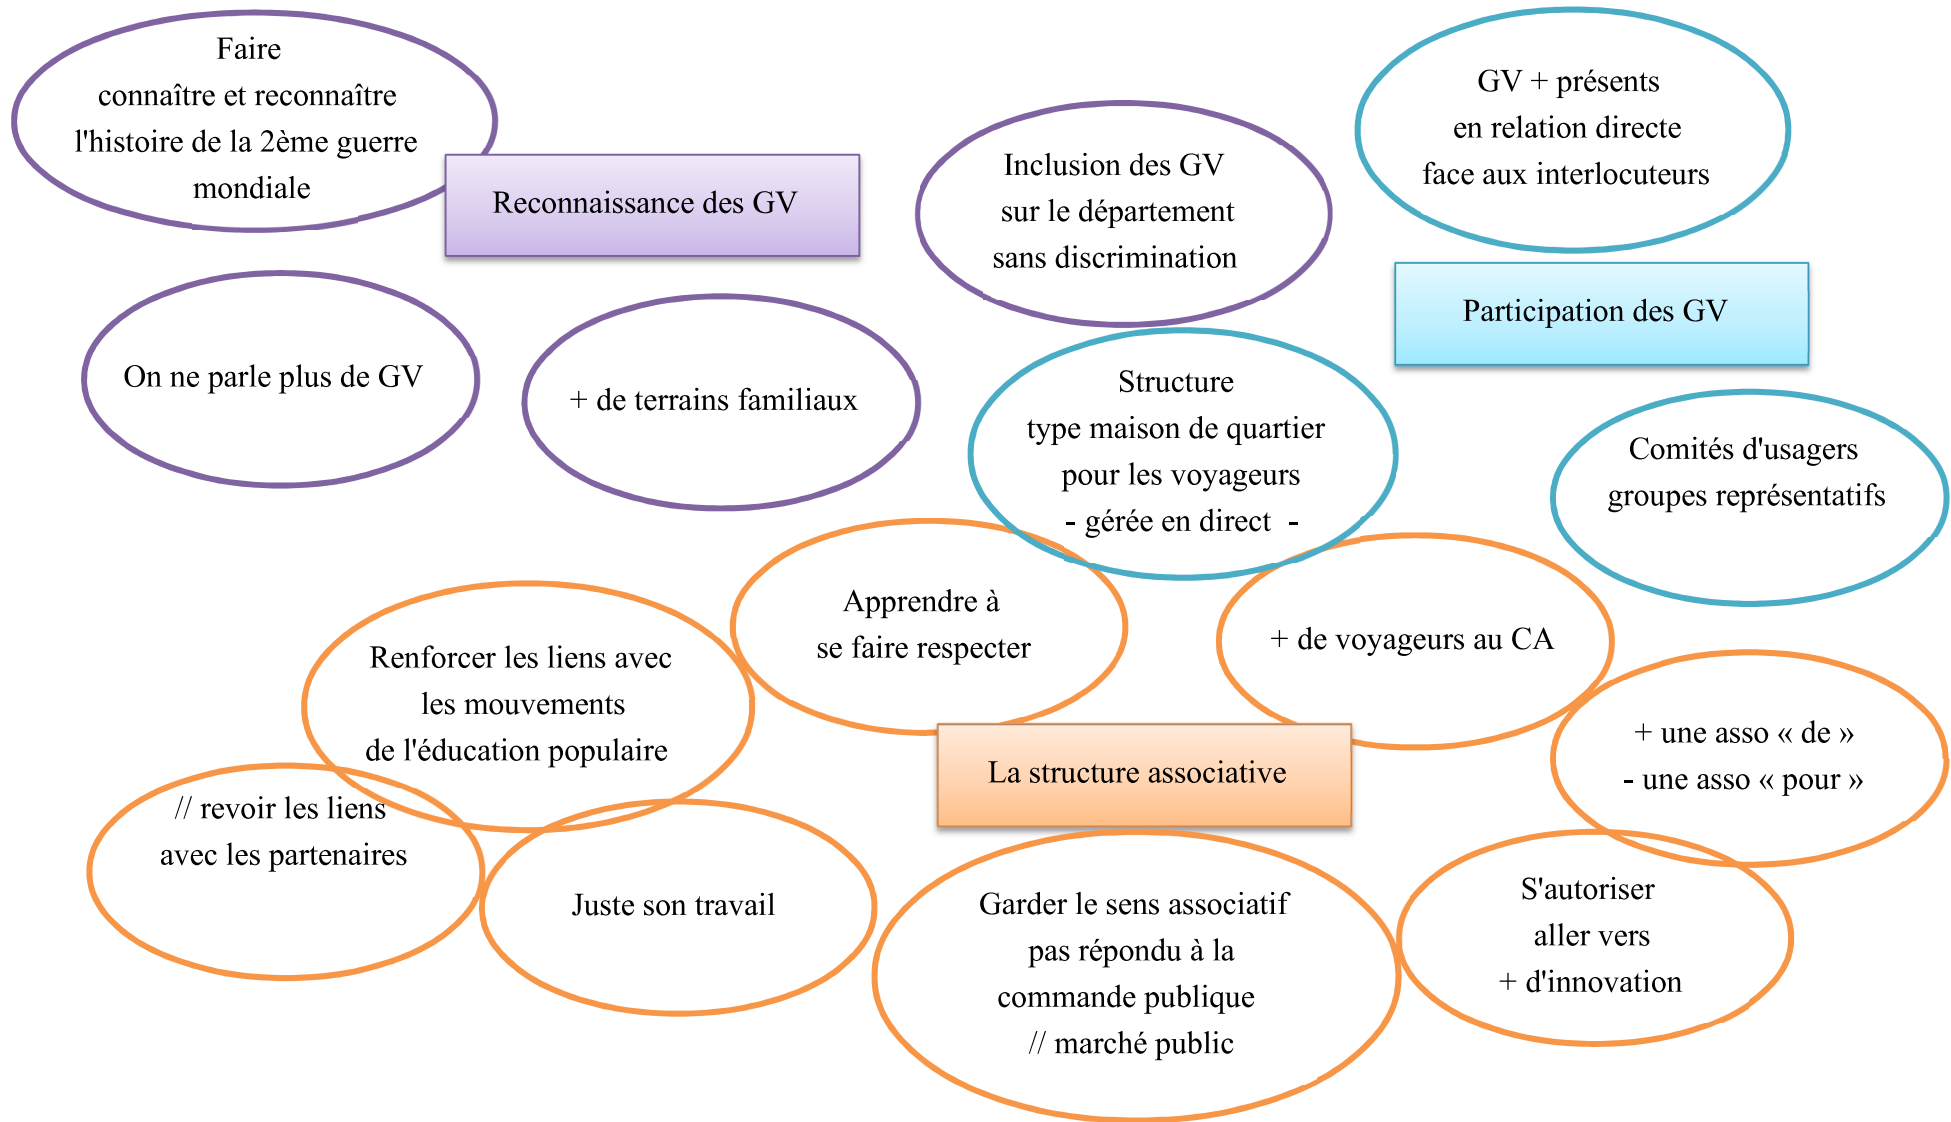 Faire
connaître et reconnaître
l'histoire de la 2ème guerre
mondiale
Reconnaissance des GV
Inclusion des GV
sur le département
sans discrimination
GV + présents
en relation directe
face aux interlocuteurs
Participation des GV
On ne parle plus de GV
+ de terrains familiaux
Structure
type maison de quartier
pour les voyageurs
- gérée en direct -
Comités d'usagers
groupes représentatifs
Apprendre à
se faire respecter
+ de voyageurs au CA
Renforcer les liens avec
les mouvements
de l'éducation populaire
+ une asso « de »
- une asso « pour »
La structure associative
// revoir les liens
avec les partenaires
Juste son travail
Garder le sens associatif
pas répondu à la
commande publique
// marché public
S'autoriser
aller vers
+ d'innovation